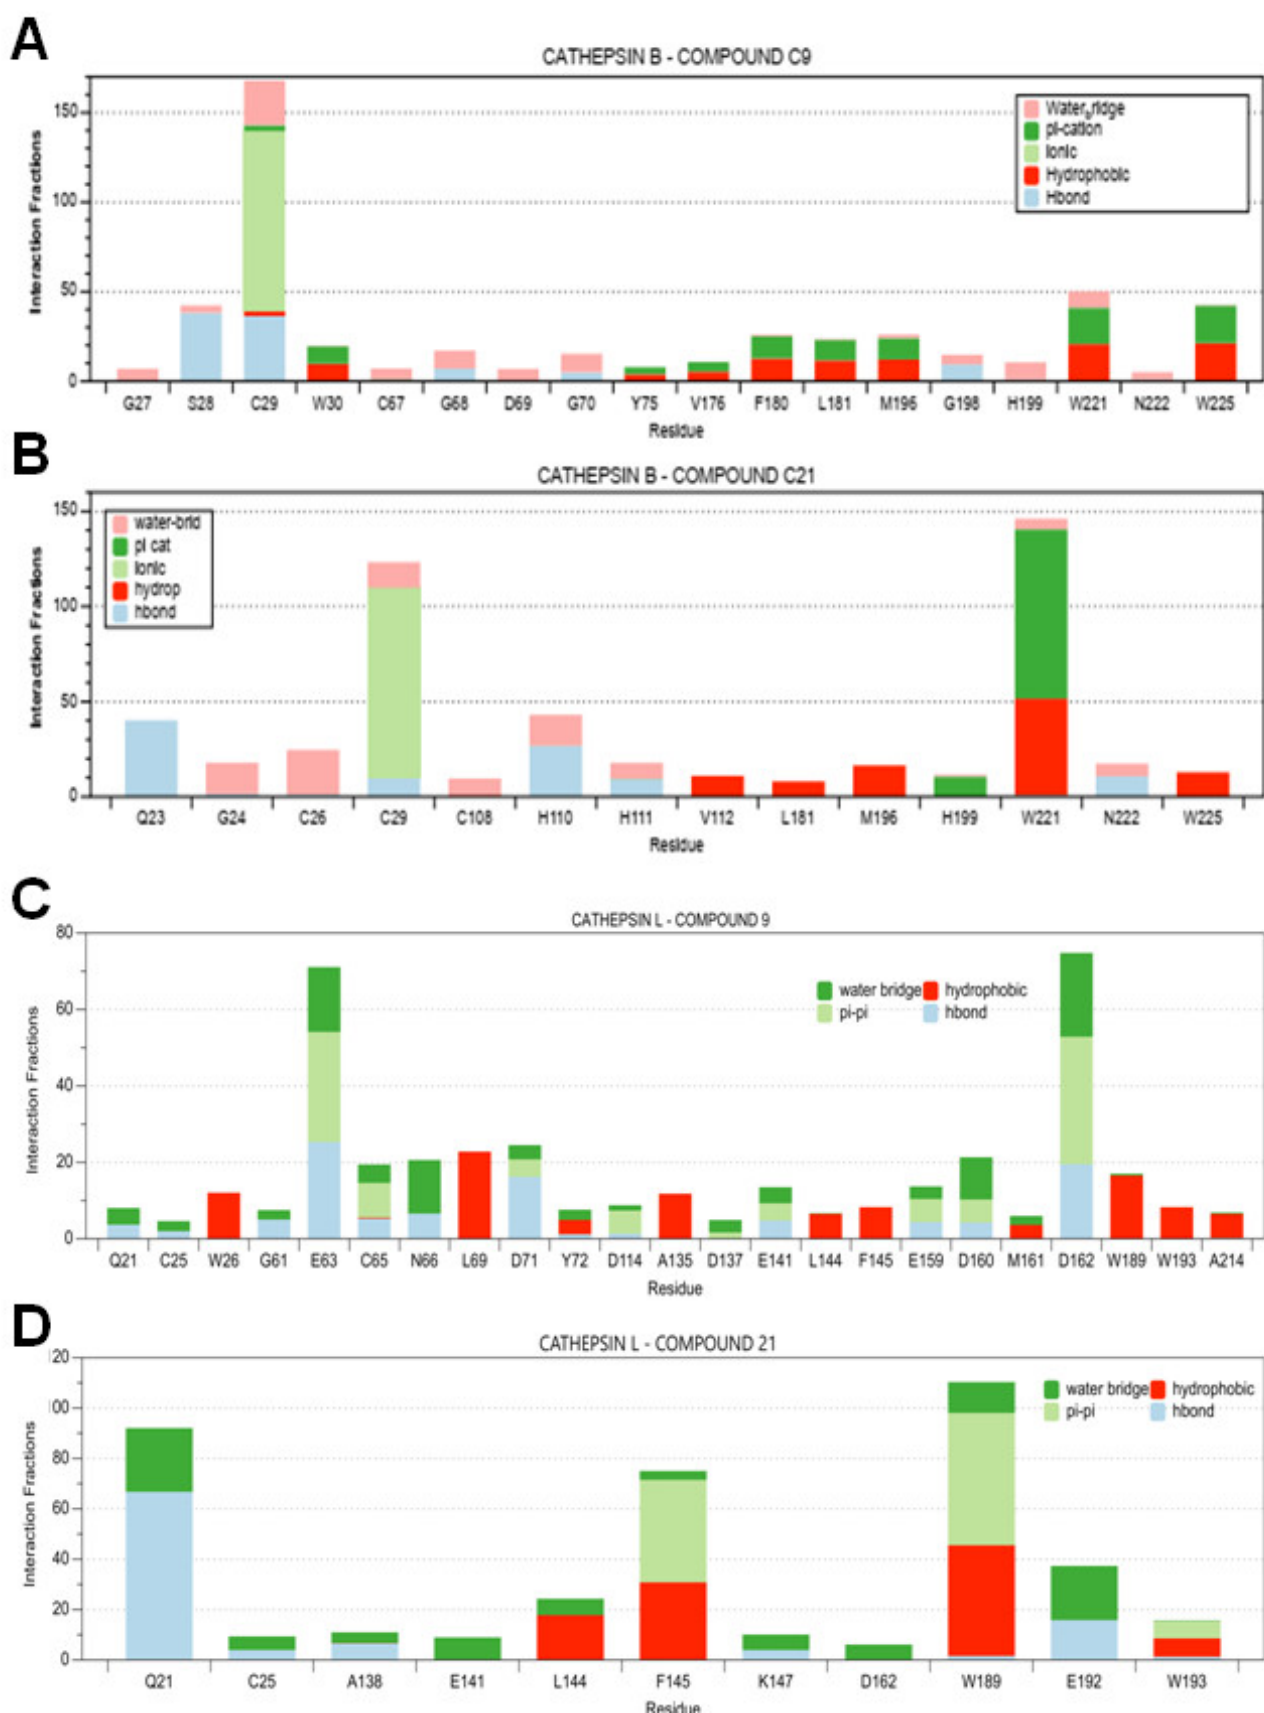 A
CATHEPSIN B - COMPOUND C9
Interaction Fractions
150
100
50
0
Water_bridge
pi-cation
Ionic
Hydrophobic
Hbond
G27 S28 C29 W30 C67 G68 D69 G70 Y75 V176 F180 L181 M196 G198 H199 W221 N222 W225
Residue
B
CATHEPSIN B - COMPOUND C21
Interaction Fractions
150
100
50
0
water-brid
pi cat
ionic
hydrop
hbond
Q23 G24 C26 C29 C108 H110 H111 V112 L181 M196 H199 W221 N222 W225
Residue
C
CATHEPSIN L - COMPOUND 9
Interaction Fractions
80
60
40
20
0
water bridge hydrophobic
pi-pi hbond
Q21 C25 W26 G61 E63 C65 N66 L69 D71 Y72 D114 A135 D137 E141 L144 F145 E159 D160 M161 D162 W189 W193 A214
Residue
D
CATHEPSIN L - COMPOUND 21
Interaction Fractions
20
00
80
60
40
20
0
water bridge hydrophobic
pi-pi hbond
Q21 C25 A138 E141 L144 F145 K147 D162 W189 E192 W193
Residue